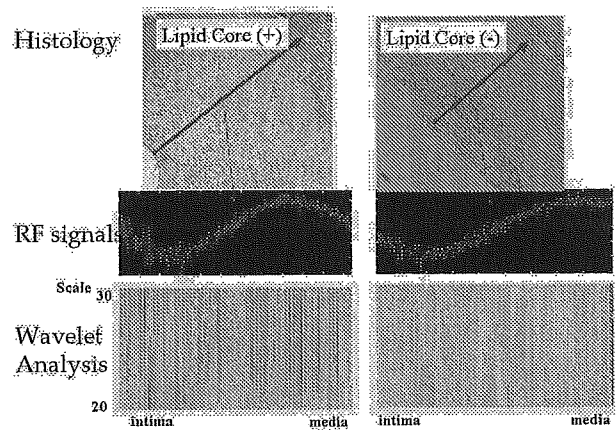 Histology
Lipid Core (+)
Lipid Core (-)
RF signals
Scale
30
Wavelet
Analysis
20
intima
media
intima
media